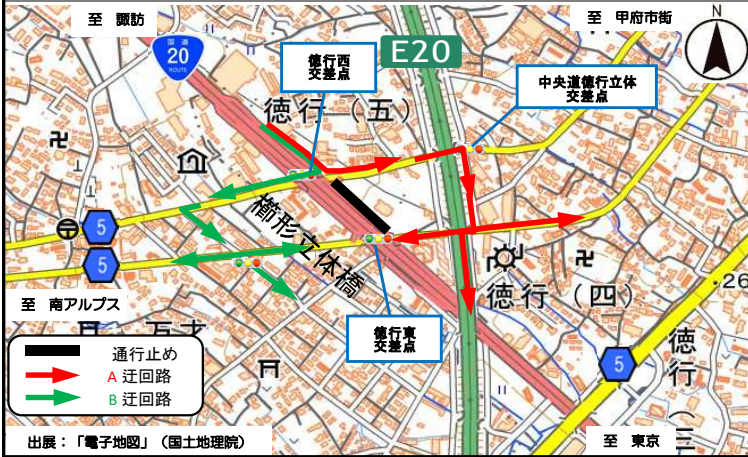 至 諏訪
至 甲府市街
N
国道
20
ROUTE
徳行西
交差点
E20
中央道徳行立体
交差点
徳行（五）
櫛形立体橋
5
5
至 南アルプス
徳行（四）
26
徳行東
交差点
5
徳行（三
万才
通行止め
A 迂回路
B 迂回路
出展：「電子地図」（国土地理院）
至 東京